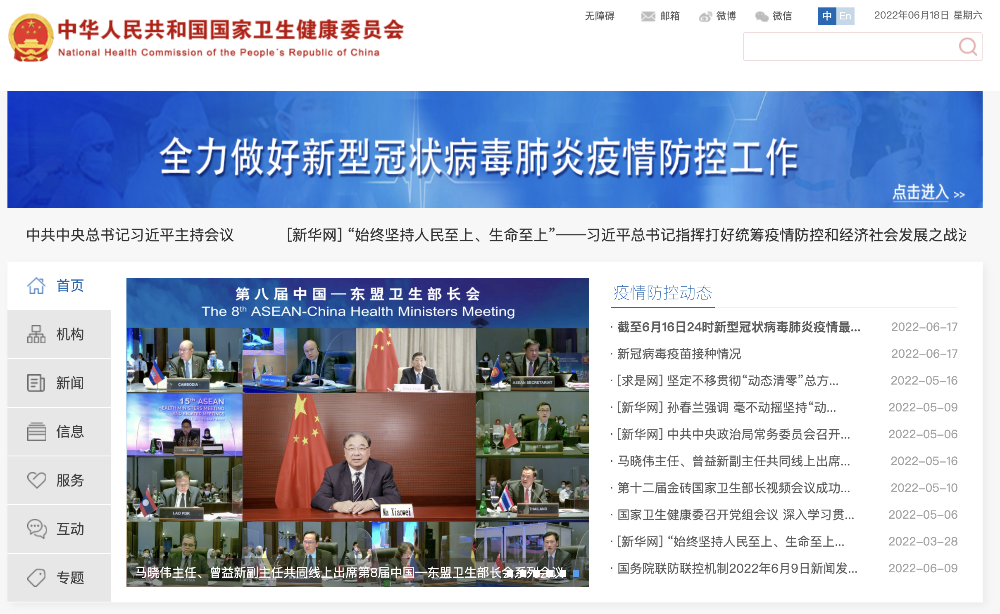 无障碍
邮箱
微博
微信
中 En
2022年06月18日 星期六
中华人民共和国国家卫生健康委员会
National Health Commission of the People´s Republic of China
全力做好新型冠状病毒肺炎疫情防控工作
点击进入 >>
中共中央总书记习近平主持会议
[新华网] “始终坚持人民至上、生命至上”——习近平总书记指挥打好统筹疫情防控和经济社会发展之战
首页
机构
新闻
信息
服务
互动
专题
第八届中国—东盟卫生部长会
The 8th ASEAN-China Health Ministers Meeting
CAMBODIA
BRUNEI DARUSSALAM
Zeng Yixin
ASEAN SECRETARIAT
15th ASEAN
HEALTH MINISTERS MEETING
AND RELATED MEETINGS
CO-CHAIR
VIET NAM
LAO PDR
Ma Xiaowei
THAILAND
MALAYSIA
PHILIPPINES
马晓伟主任、曾益新副主任共同线上出席第8届中国—东盟卫生部长会系列会议
疫情防控动态
· 截至6月16日24时新型冠状病毒肺炎疫情最... 2022-06-17
· 新冠病毒疫苗接种情况 2022-06-17
· [求是网] 坚定不移贯彻“动态清零”总方... 2022-05-16
· [新华网] 孙春兰强调 毫不动摇坚持“动... 2022-05-09
· [新华网] 中共中央政治局常务委员会召开... 2022-05-06
· 马晓伟主任、曾益新副主任共同线上出席... 2022-05-16
· 第十二届金砖国家卫生部长视频会议成功... 2022-05-10
· 国家卫生健康委召开党组会议 深入学习贯... 2022-05-06
· [新华网] “始终坚持人民至上、生命至上... 2022-03-28
· 国务院联防联控机制2022年6月9日新闻发... 2022-06-09